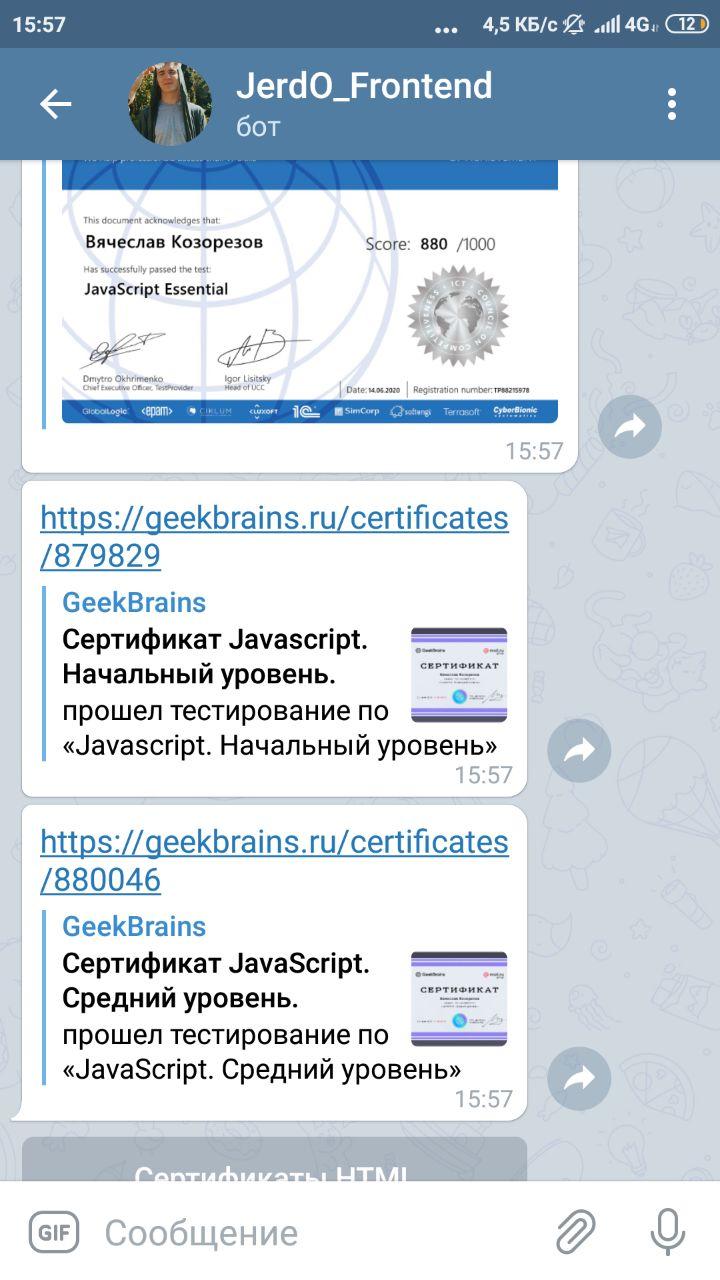 15:57
... 4,5 КБ/с 4G 12
JerdO_Frontend
бот
This document acknowledges that:
Вячеслав Козорезов
Score: 880 /1000
Has successfully passed the test:
JavaScript Essential
ICT COUNCIL ON COMPETITIVENESS
Dmytro Okhrimenko
Chief Executive Officer, TestProvider
Igor Lisitsky
Head of UCC
Date: 14.06.2020
Registration number: TP88215978
GlobalLogic <epam> CIKLUM LUXOFT 1C SimCorp softengi Terrasoft CyberBionic systematics
15:57
https://geekbrains.ru/certificates
/879829
GeekBrains
Сертификат Javascript.
Начальный уровень.
прошел тестирование по
«Javascript. Начальный уровень»
GeekBrains
СЕРТИФИКАТ
15:57
https://geekbrains.ru/certificates
/880046
GeekBrains
Сертификат JavaScript.
Средний уровень.
прошел тестирование по
«JavaScript. Средний уровень»
GeekBrains
СЕРТИФИКАТ
15:57
Сертификаты HTML
GIF Сообщение